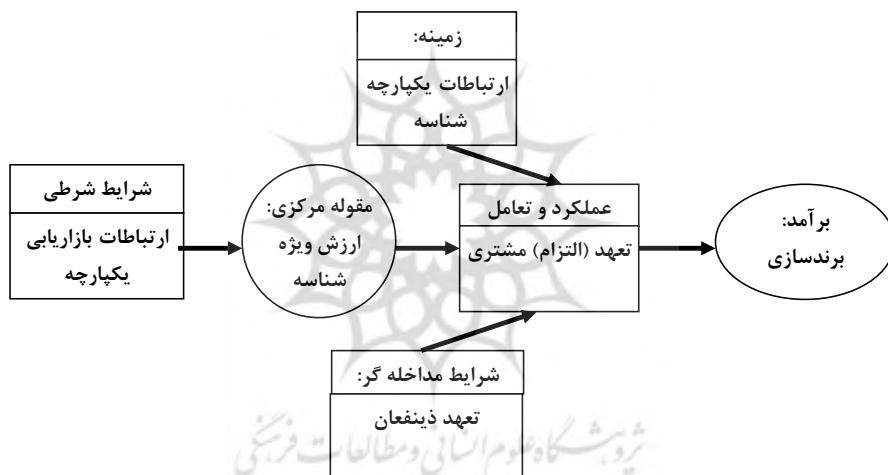 زمینه:
ارتباطات یکپارچه
شناسه
شرایط شرطی
ارتباطات بازاریابی
یکپارچه
مقوله مرکزی:
ارزش ویژه
شناسه
عملکرد و تعامل
تعهد (التزام) مشتری
برآمد:
برندسازی
شرایط مداخله گر:
تعهد ذینفعان
پژوهشگاه علوم انسانی و مطالعات فرهنگی